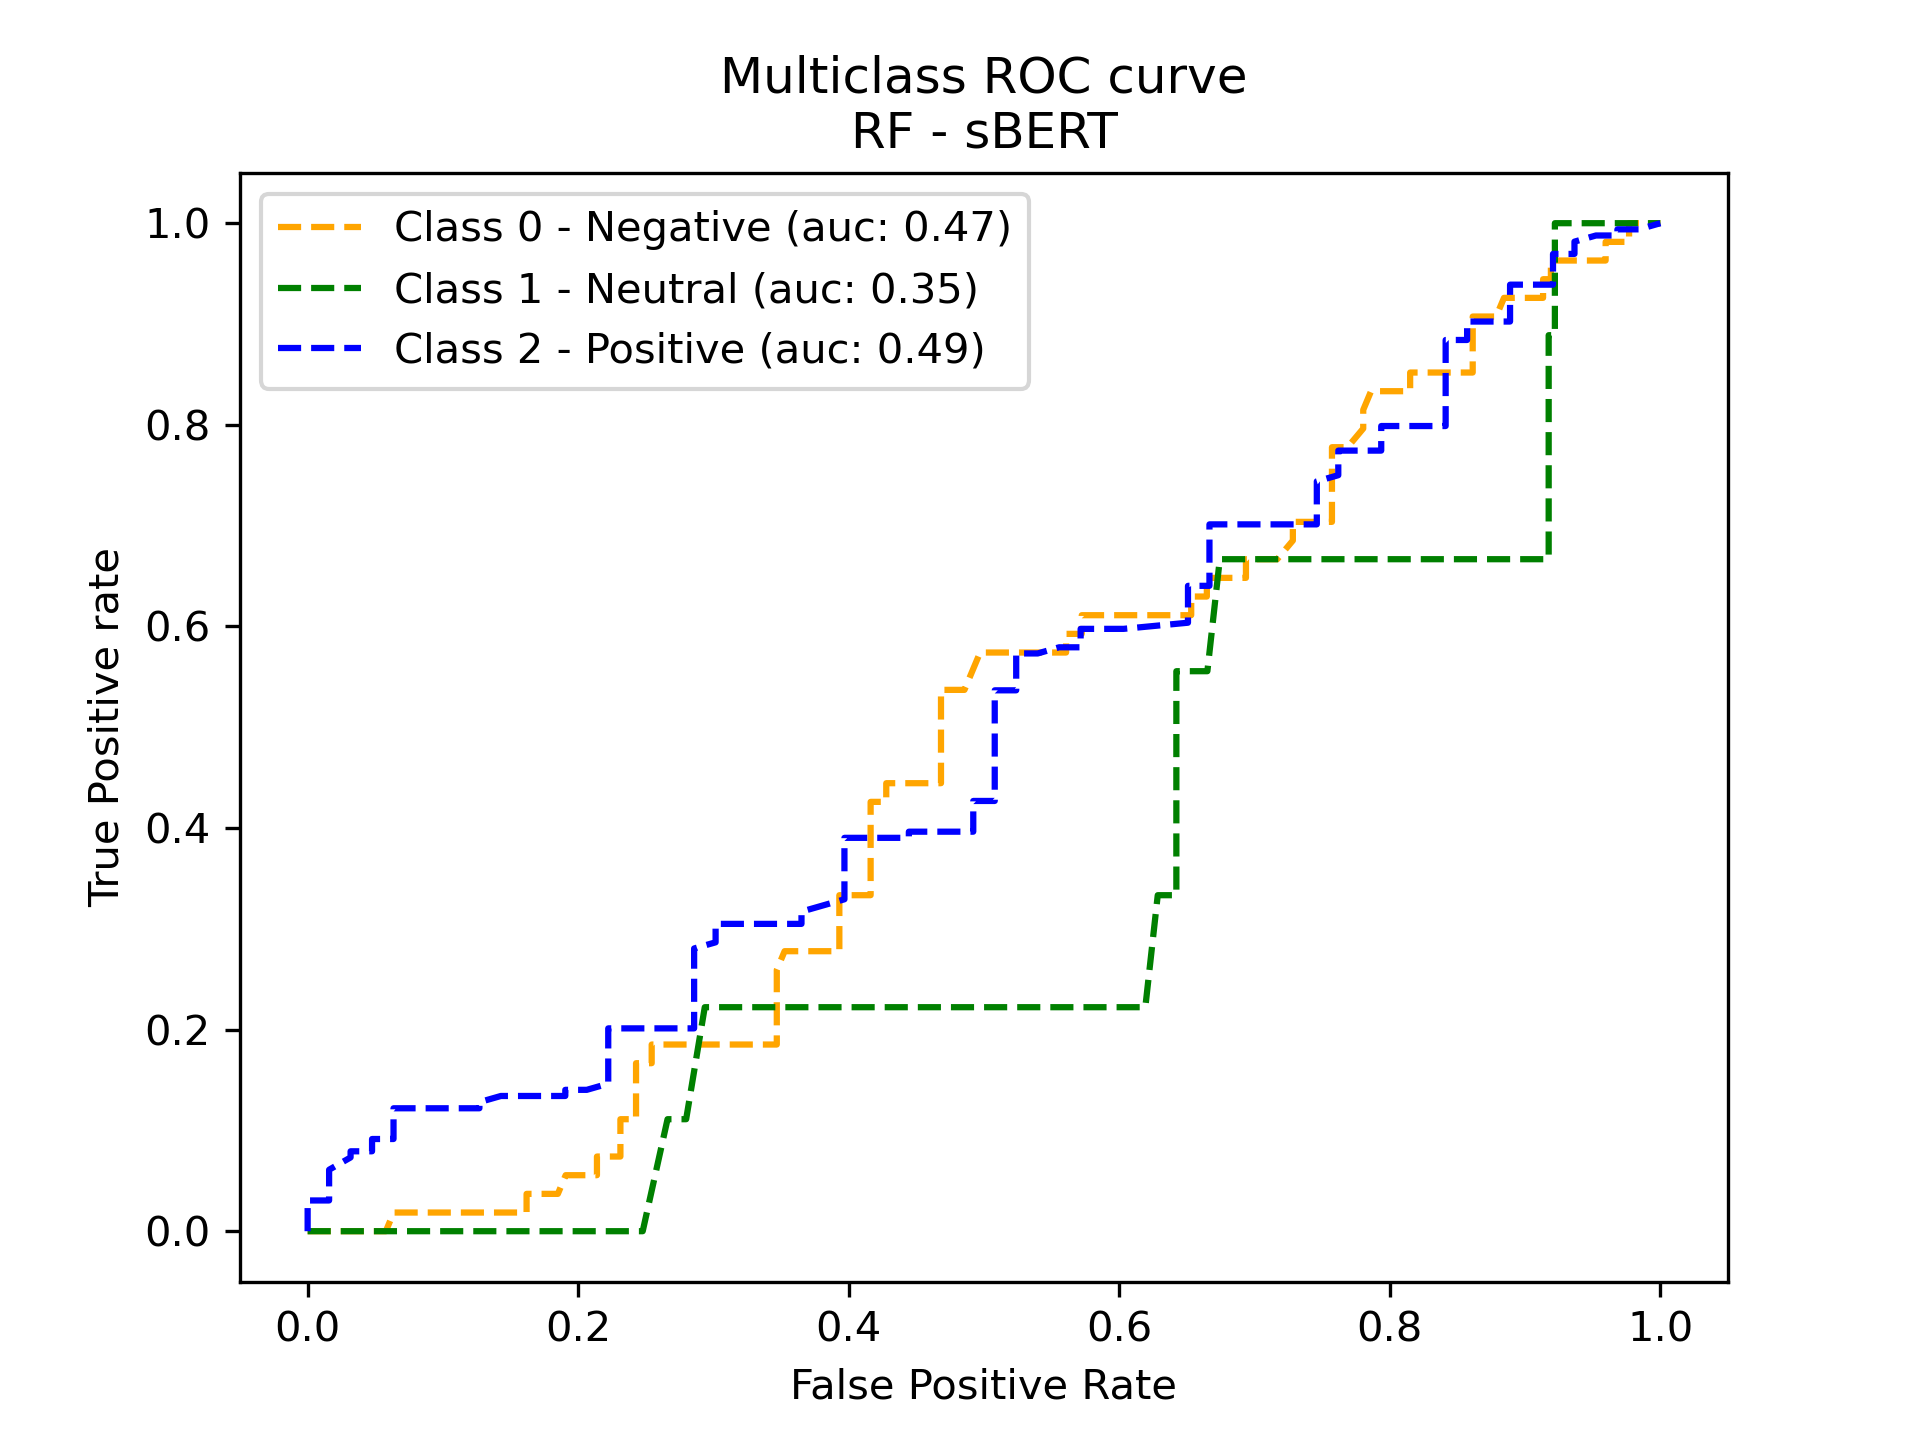 Multiclass ROC curve
RF - sBERT
Class 0 - Negative (auc: 0.47)
Class 1 - Neutral (auc: 0.35)
Class 2 - Positive (auc: 0.49)
True Positive rate
1.0
0.8
0.6
0.4
0.2
0.0
0.0 0.2 0.4 0.6 0.8 1.0
False Positive Rate